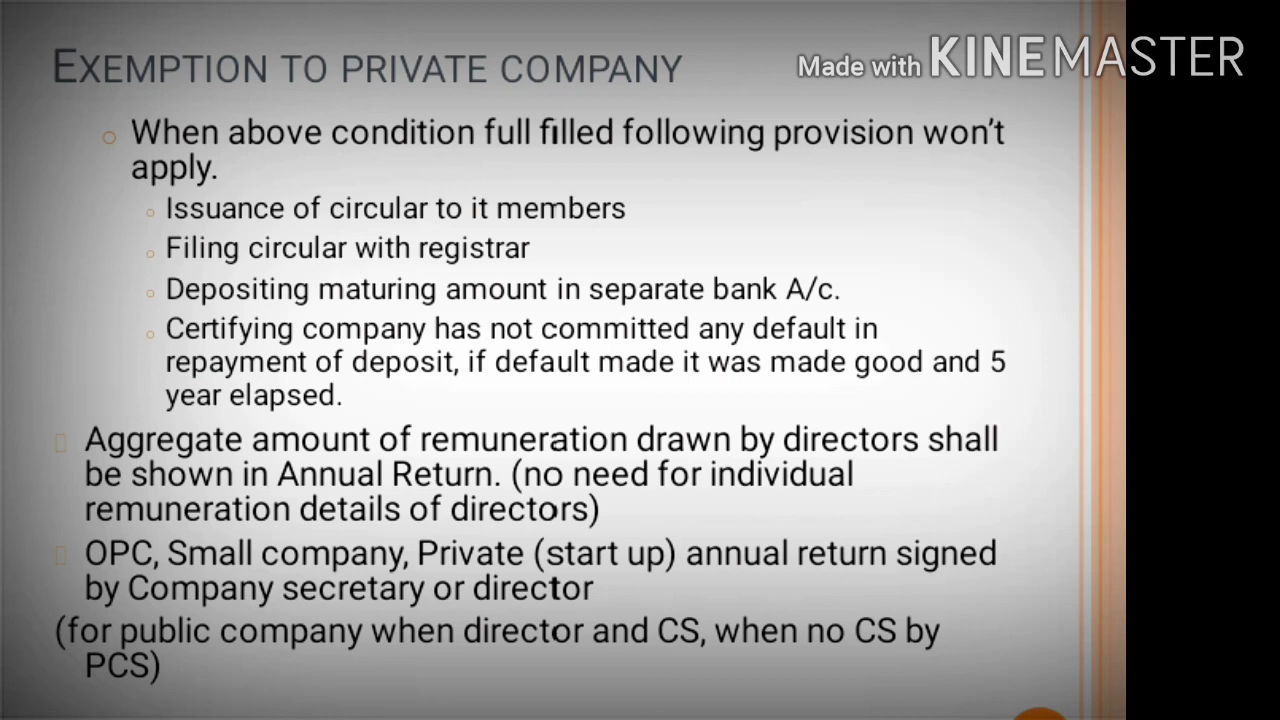 EXEMPTION TO PRIVATE COMPANY
Made with KINEMASTER
When above condition full filled following provision won't
apply.
Issuance of circular to it members
Filing circular with registrar
Depositing maturing amount in separate bank A/c.
Certifying company has not committed any default in
repayment of deposit, if default made it was made good and 5
year elapsed.
Aggregate amount of remuneration drawn by directors shall
be shown in Annual Return. (no need for individual
remuneration details of directors)
OPC, Small company, Private (start up) annual return signed
by Company secretary or director
(for public company when director and CS, when no CS by
PCS)